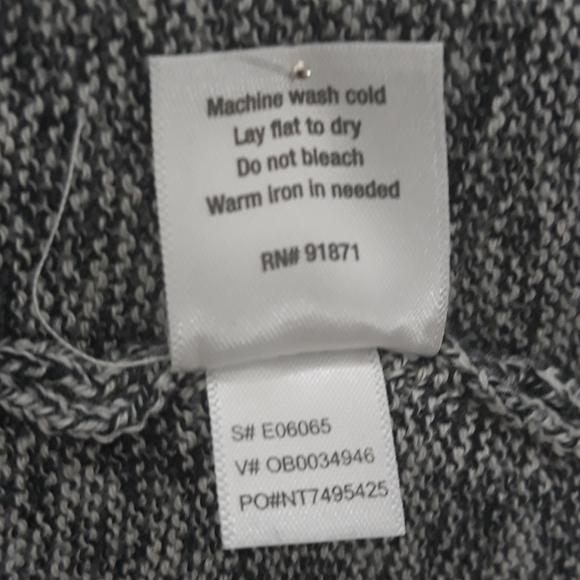 Machine wash cold
Lay flat to dry
Do not bleach
Warm iron in needed
RN# 91871
S# E06065
V# OB0034946
PO#NT7495425